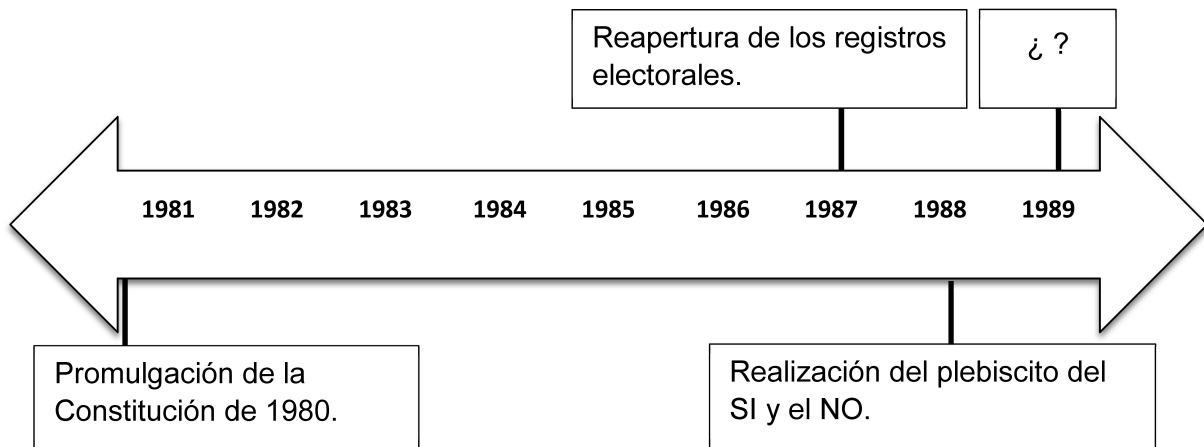 Reapertura de los registros
electorales.
¿ ?
1981 1982 1983 1984 1985 1986 1987 1988 1989
Promulgación de la
Constitución de 1980.
Realización del plebiscito del
SI y el NO.